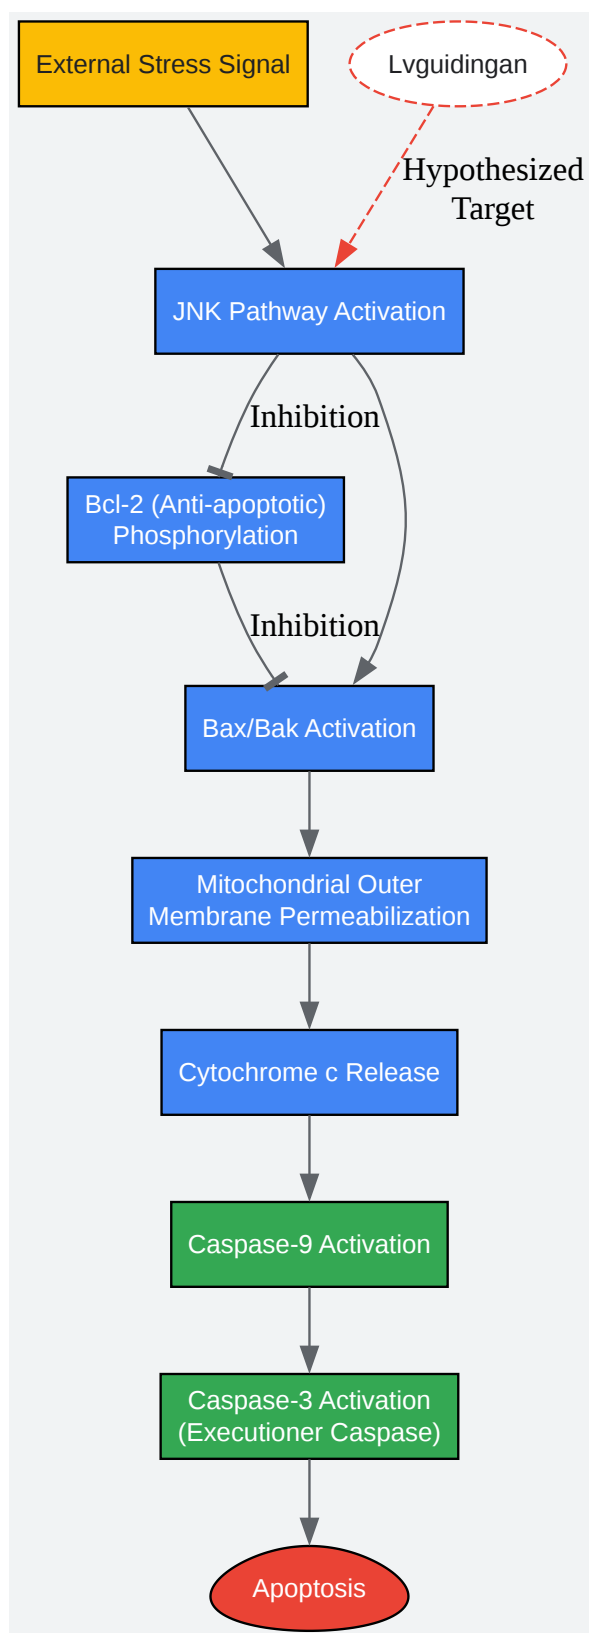 External Stress Signal
Lvguidingan
Hypothesized
Target
JNK Pathway Activation
Inhibition
Bcl-2 (Anti-apoptotic)
Phosphorylation
Inhibition
Bax/Bak Activation
Mitochondrial Outer
Membrane Permeabilization
Cytochrome c Release
Caspase-9 Activation
Caspase-3 Activation
(Executioner Caspase)
Apoptosis